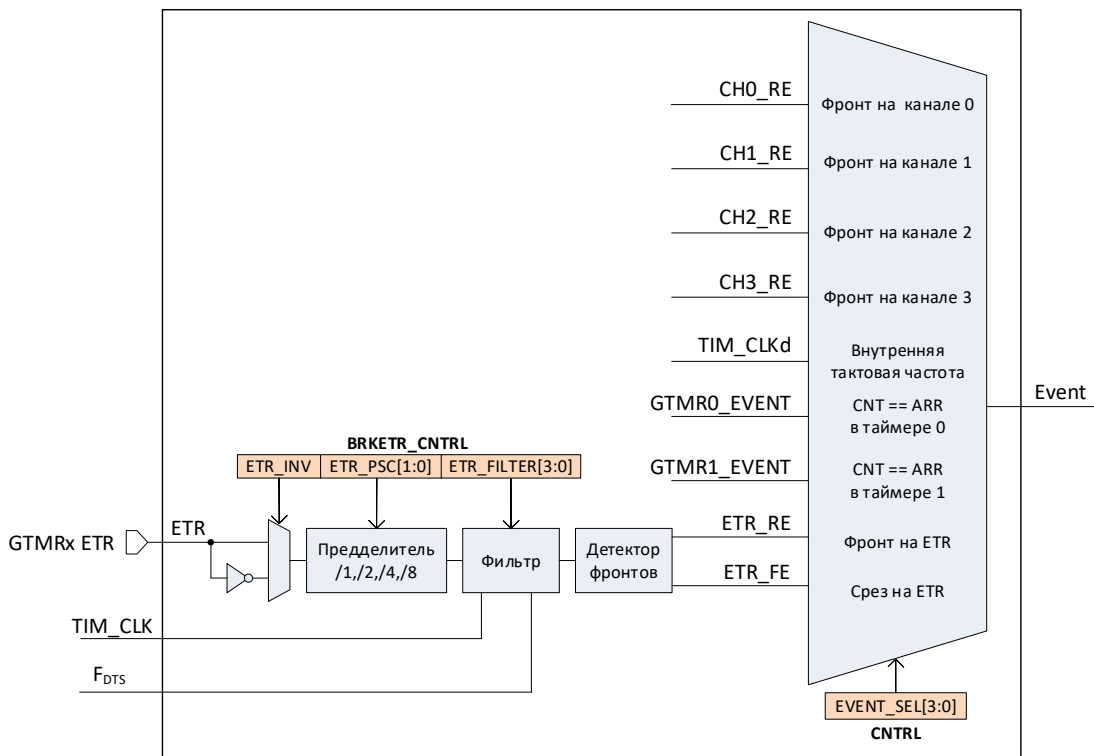 CH0_RE
Фронт на канале 0
CH1_RE
Фронт на канале 1
CH2_RE
Фронт на канале 2
CH3_RE
Фронт на канале 3
TIM_CLKd
Внутренняя
тактовая частота
Event
GTMR0_EVENT
CNT == ARR
в таймере 0
BRKETR_CNTRL
ETR_INV ETR_PSC[1:0] ETR_FILTER[3:0]
GTMR1_EVENT
CNT == ARR
в таймере 1
GTMRx ETR
ETR
Предделитель
/1,/2,/4,/8
Фильтр
Детектор
фронтов
ETR_RE
Фронт на ETR
ETR_FE
Срез на ETR
TIM_CLK
FDTS
EVENT_SEL[3:0]
CNTRL